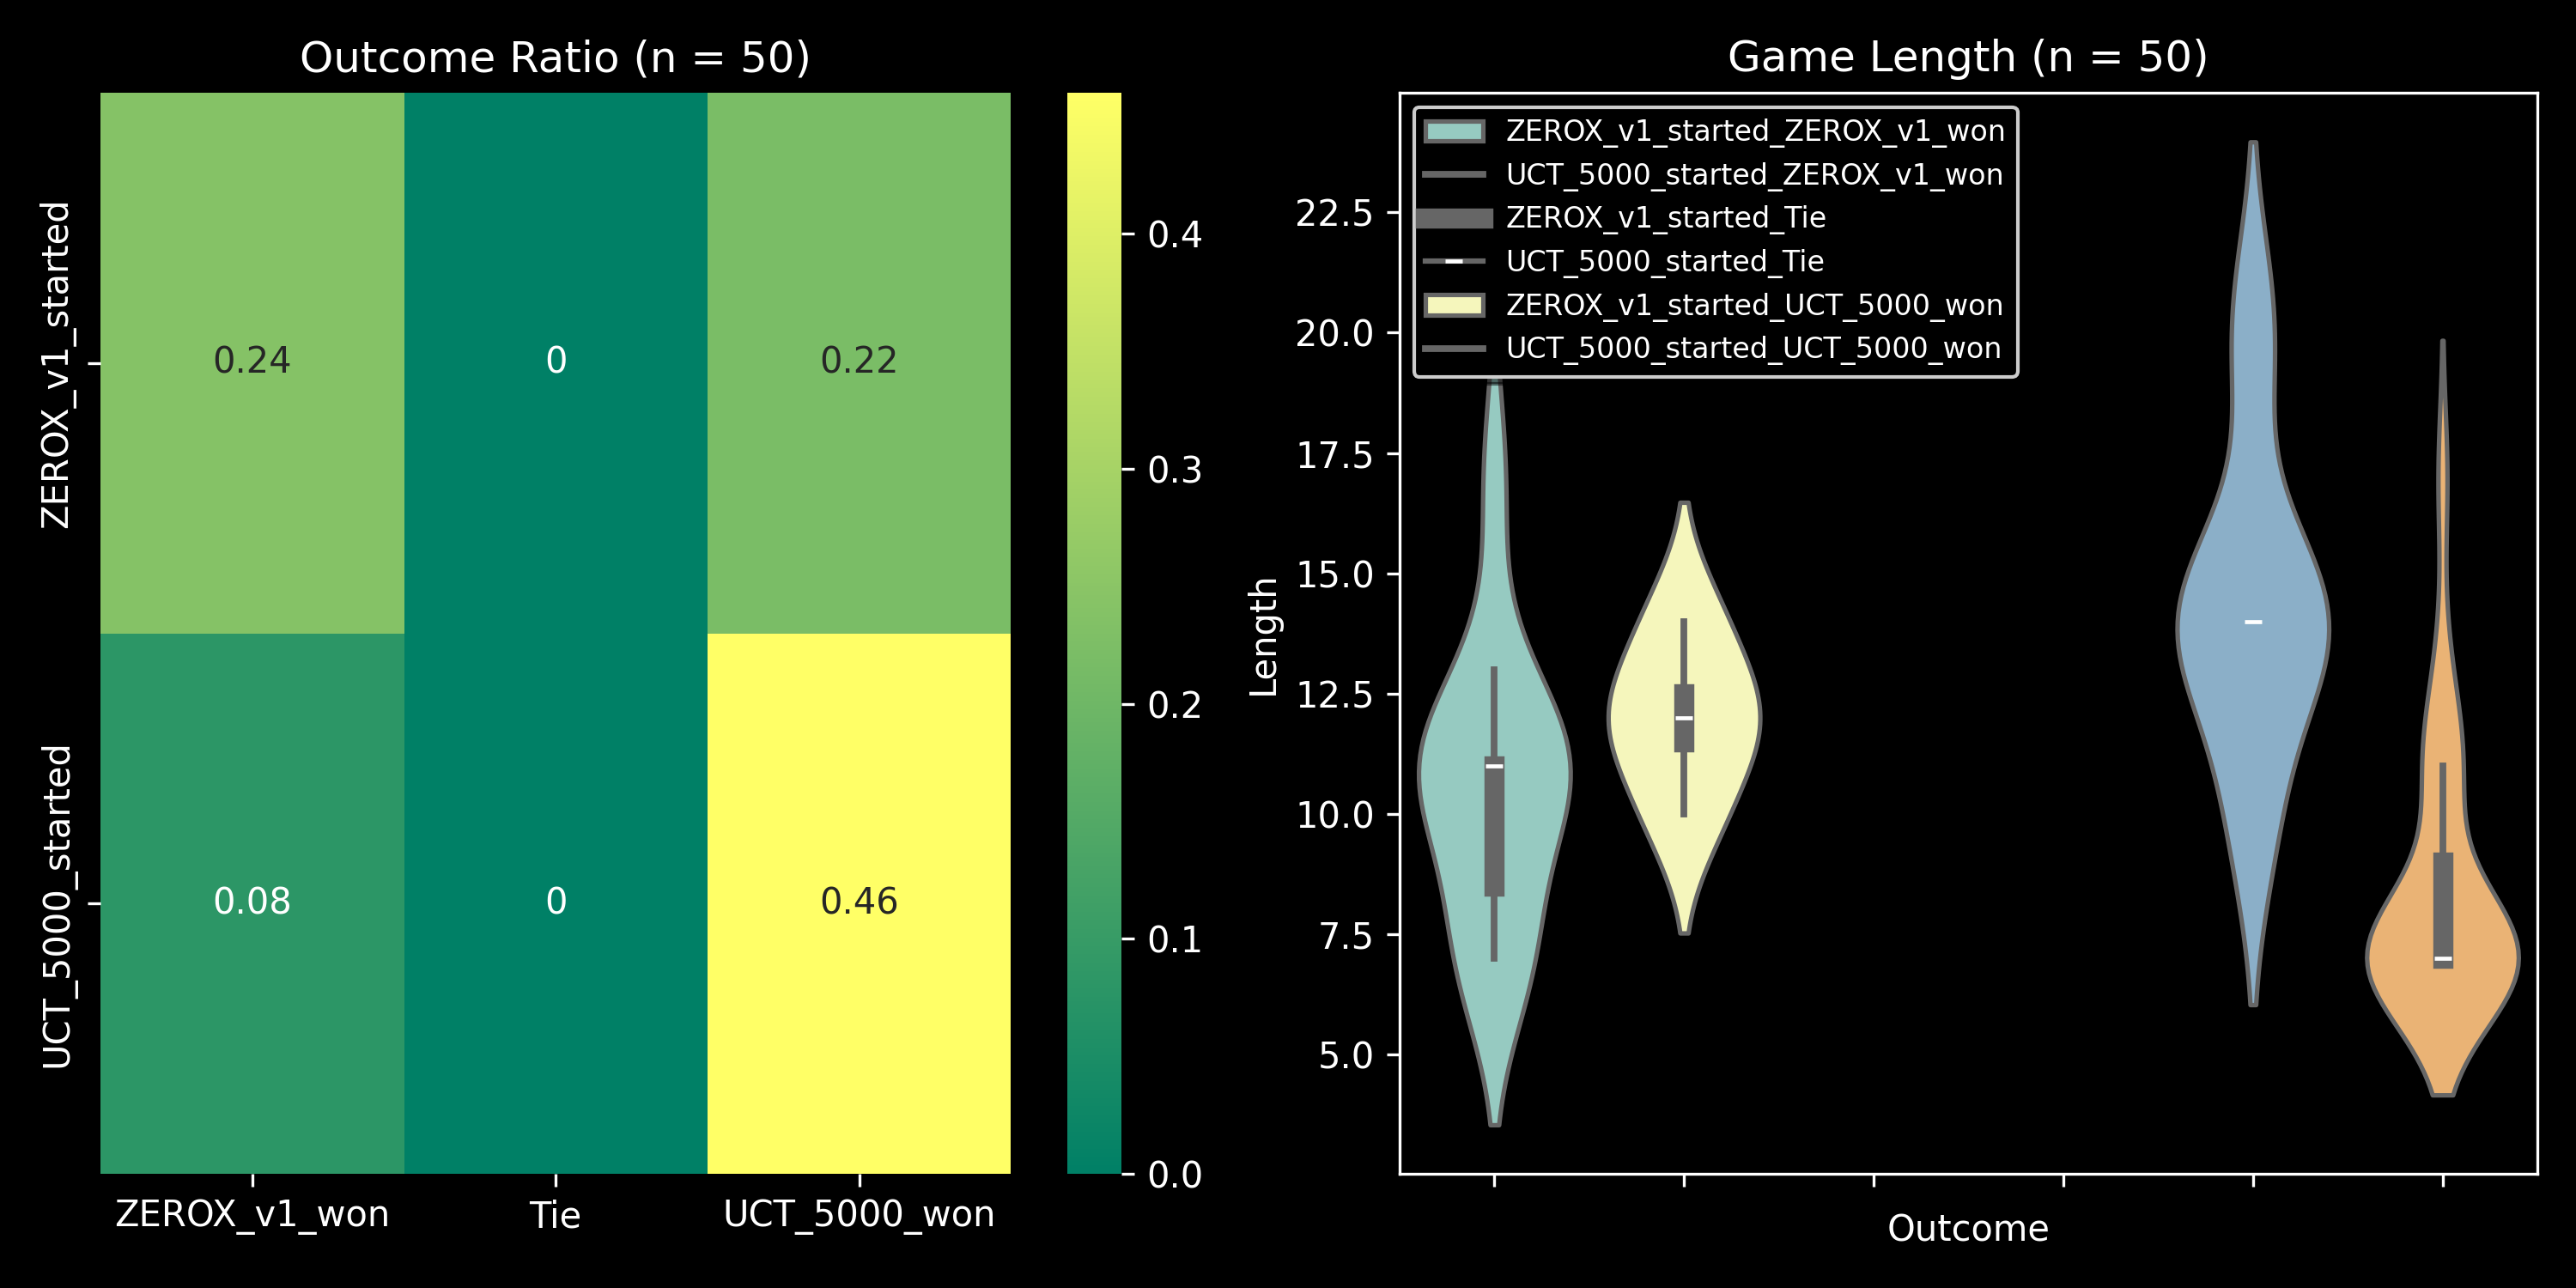 Outcome Ratio (n = 50)
ZEROX_v1_started
UCT_5000_started
0.24
0
0.22
0.08
0
0.46
ZEROX_v1_won
Tie
UCT_5000_won
0.4
0.3
0.2
0.1
0.0
Game Length (n = 50)
ZEROX_v1_started_ZEROX_v1_won
UCT_5000_started_ZEROX_v1_won
ZEROX_v1_started_Tie
UCT_5000_started_Tie
ZEROX_v1_started_UCT_5000_won
UCT_5000_started_UCT_5000_won
Length
22.5
20.0
17.5
15.0
12.5
10.0
7.5
5.0
Outcome